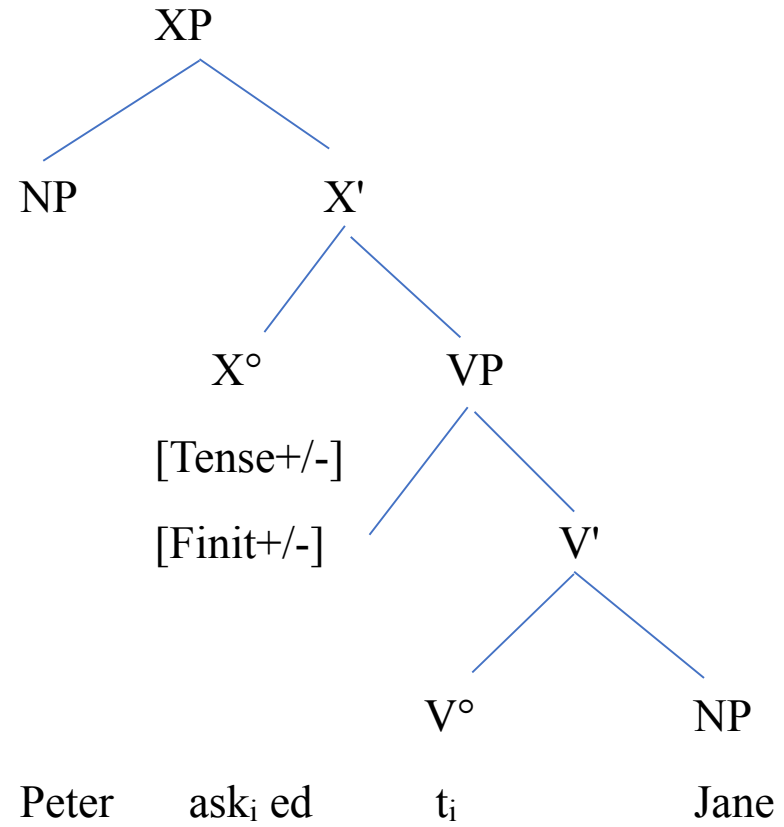 XP
NP X'
X° VP
[Tense+/-]
[Finit+/-] V'
V° NP
Peter askᵢ ed tᵢ Jane